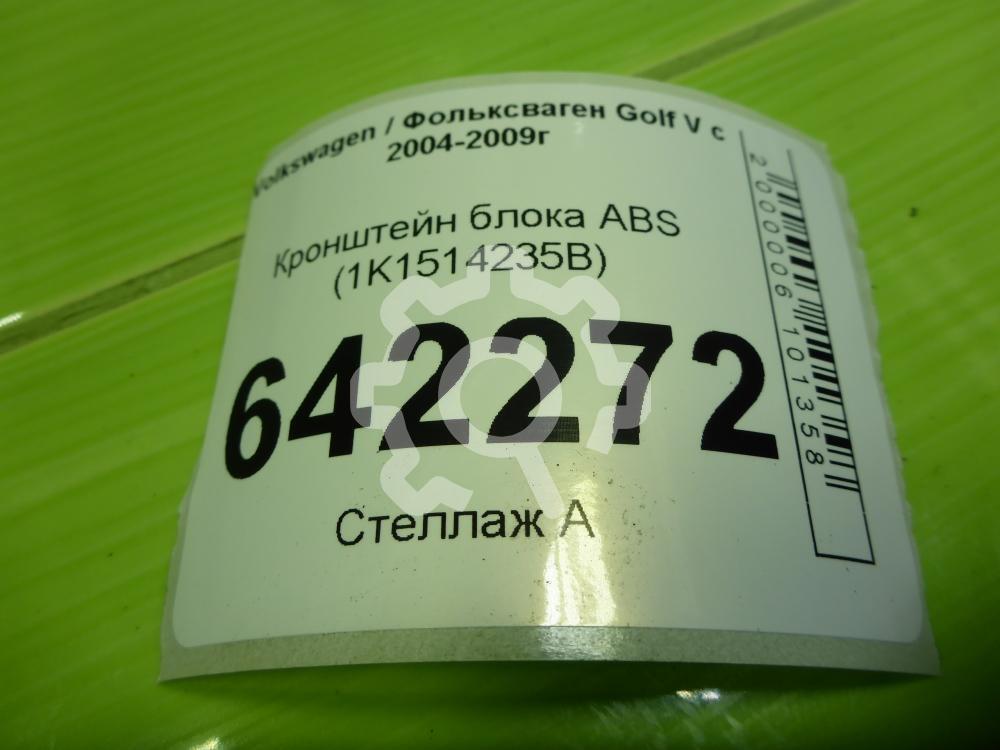 Volkswagen / Фольксваген Golf V с
2004-2009г
Кронштейн блока ABS
(1K1514235B)
642272
Стеллаж А
2000006101358